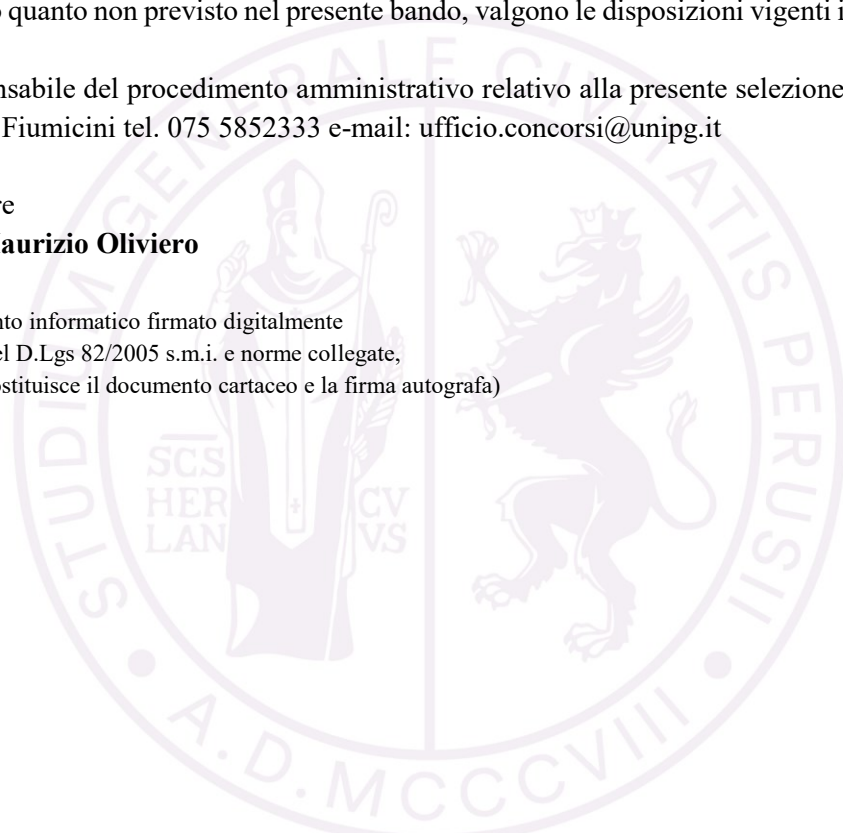 quanto non previsto nel presente bando, valgono le disposizioni vigenti i
nsabile del procedimento amministrativo relativo alla presente selezione
Fiumicini tel. 075 5852333 e-mail: ufficio.concorsi@unipg.it
re
aurizio Oliviero
nto informatico firmato digitalmente
el D.Lgs 82/2005 s.m.i. e norme collegate,
ostituisce il documento cartaceo e la firma autografa)
STUDIUM GENERALE CIVITATIS PERUSII
SCS
HER
LAN
CV
VS
A.D. MCCCVIII